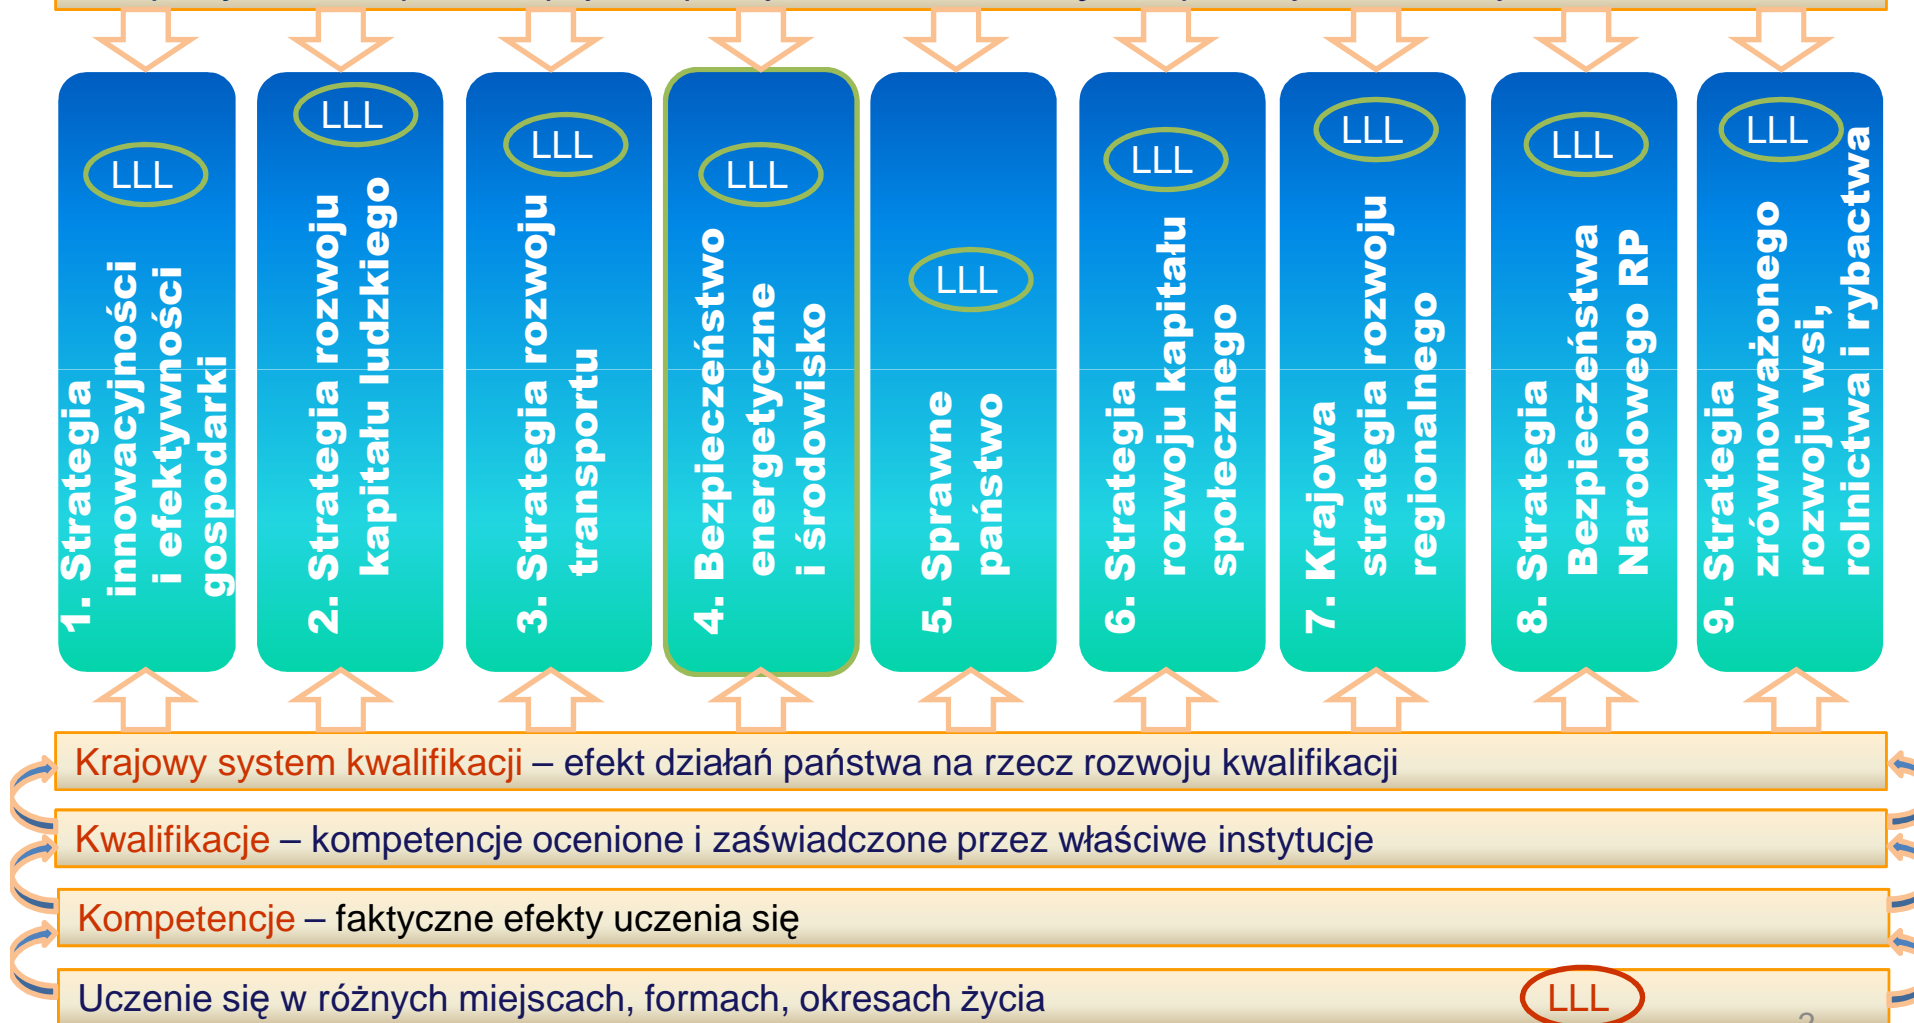 LLL
1. Strategia
innowacyjności
i efektywności
gospodarki
LLL
2. Strategia rozwoju
kapitału ludzkiego
LLL
3. Strategia rozwoju
transportu
LLL
4. Bezpieczeństwo
energetyczne
i środowisko
LLL
5. Sprawne
państwo
LLL
6. Strategia
rozwoju kapitału
społecznego
LLL
7. Krajowa
strategia rozwoju
regionalnego
LLL
8. Strategia
Bezpieczeństwa
Narodowego RP
LLL
9. Strategia
zrównoważonego
rozwoju wsi,
rolnictwa i rybactwa
Krajowy system kwalifikacji – efekt działań państwa na rzecz rozwoju kwalifikacji
Kwalifikacje – kompetencje ocenione i zaświadczone przez właściwe instytucje
Kompetencje – faktyczne efekty uczenia się
Uczenie się w różnych miejscach, formach, okresach życia LLL